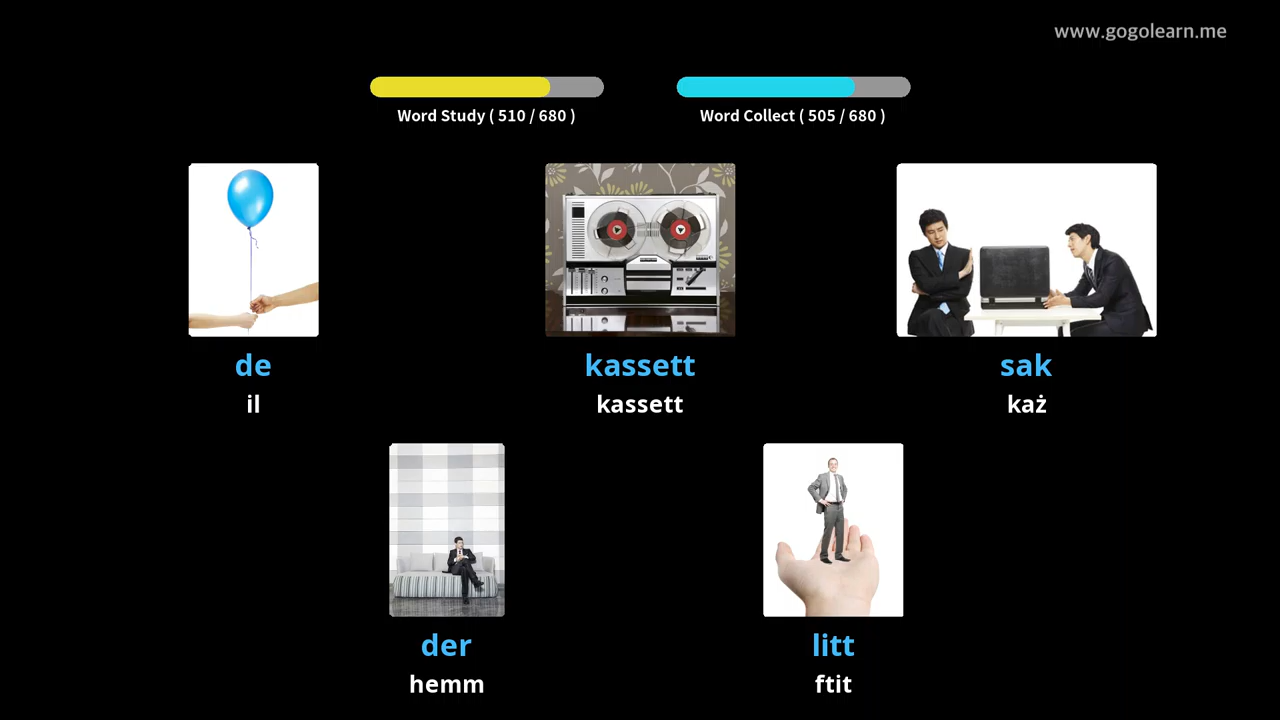 www.gogolearn.me
Word Study ( 510 / 680 )
Word Collect ( 505 / 680 )
de
il
kassett
kassett
sak
każ
der
hemm
litt
ftit